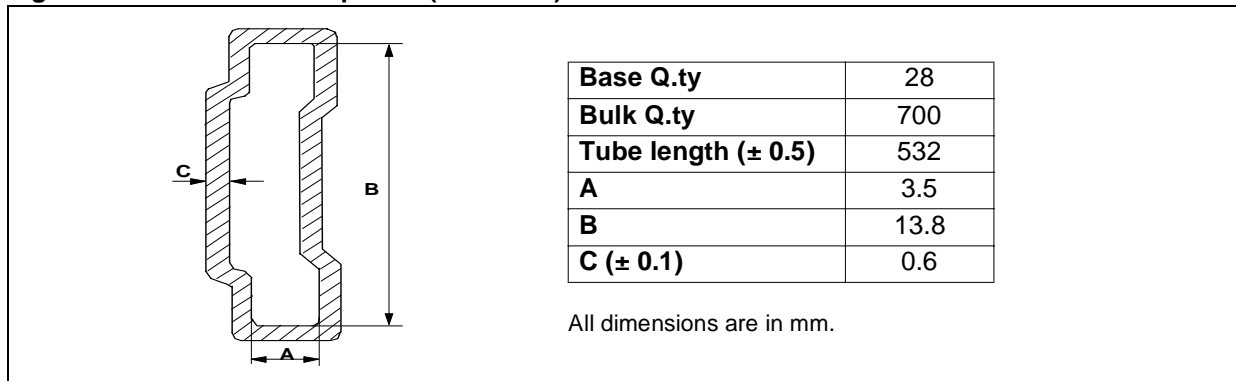 C
B
A
Base Q.ty 28
Bulk Q.ty 700
Tube length (± 0.5) 532
A 3.5
B 13.8
C (± 0.1) 0.6
All dimensions are in mm.